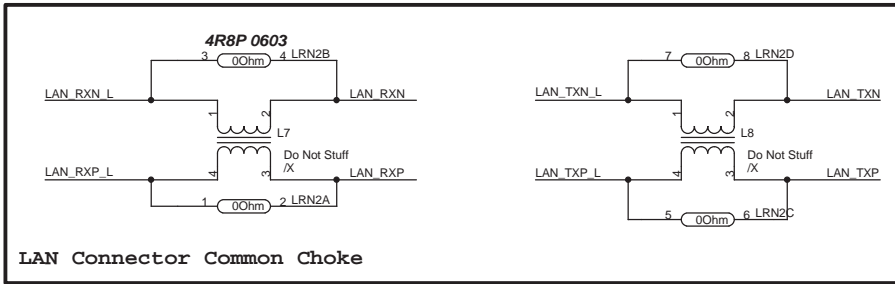 4R8P 0603
3 0Ohm 4 LRN2B
LAN_RXN_L 1 2 LAN_RXN
L7
Do Not Stuff
/X
LAN_RXP_L 4 3 LAN_RXP
1 0Ohm 2 LRN2A
7 0Ohm 8 LRN2D
LAN_TXN_L 1 2 LAN_TXN
L8
Do Not Stuff
/X
LAN_TXP_L 4 3 LAN_TXP
5 0Ohm 6 LRN2C
LAN Connector Common Choke